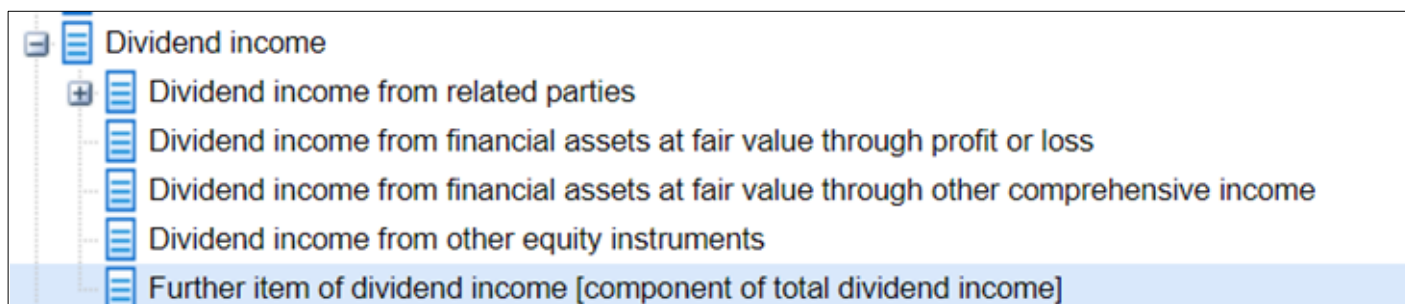 Dividend income
Dividend income from related parties
Dividend income from financial assets at fair value through profit or loss
Dividend income from financial assets at fair value through other comprehensive income
Dividend income from other equity instruments
Further item of dividend income [component of total dividend income]